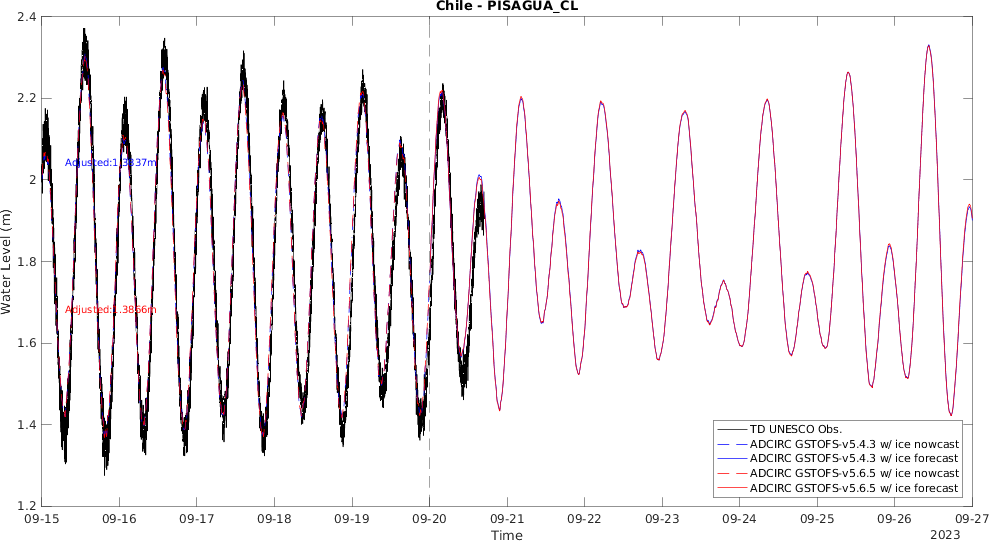 Chile - PISAGUA_CL
2.4
2.2
2
1.8
1.6
1.4
1.2
Water Level (m)
Adjusted:1.3837m
Adjusted:1.3866m
TD UNESCO Obs.
ADCIRC GSTOFS-v5.4.3 w/ ice nowcast
ADCIRC GSTOFS-v5.4.3 w/ ice forecast
ADCIRC GSTOFS-v5.6.5 w/ ice nowcast
ADCIRC GSTOFS-v5.6.5 w/ ice forecast
09-15 09-16 09-17 09-18 09-19 09-20 09-21 09-22 09-23 09-24 09-25 09-26 09-27
Time
2023